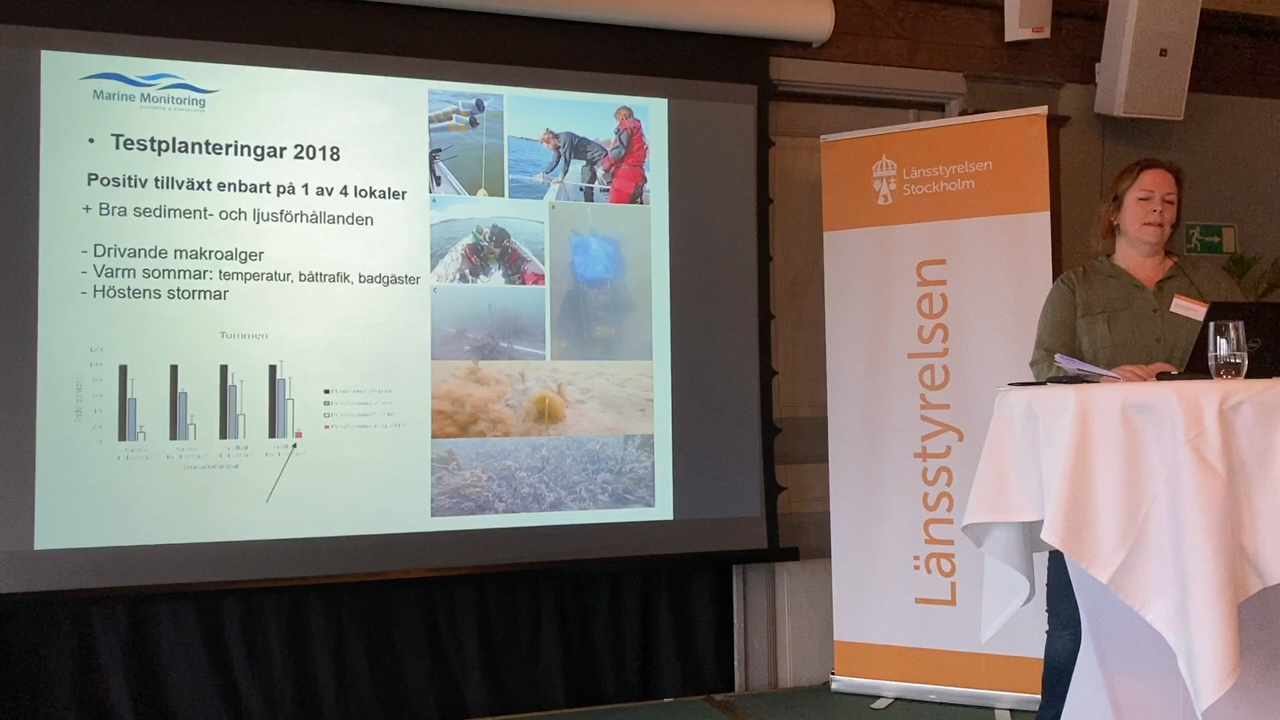 Marine Monitoring
• Testplanteringar 2018
Positiv tillväxt enbart på 1 av 4 lokaler
+ Bra sediment- och ljusförhållanden
- Drivande makroalger
- Varm sommar: temperatur, båttrafik, badgäster
- Höstens stormar
Tummen
A
B
C
Länsstyrelsen
Stockholm
Länsstyrelsen